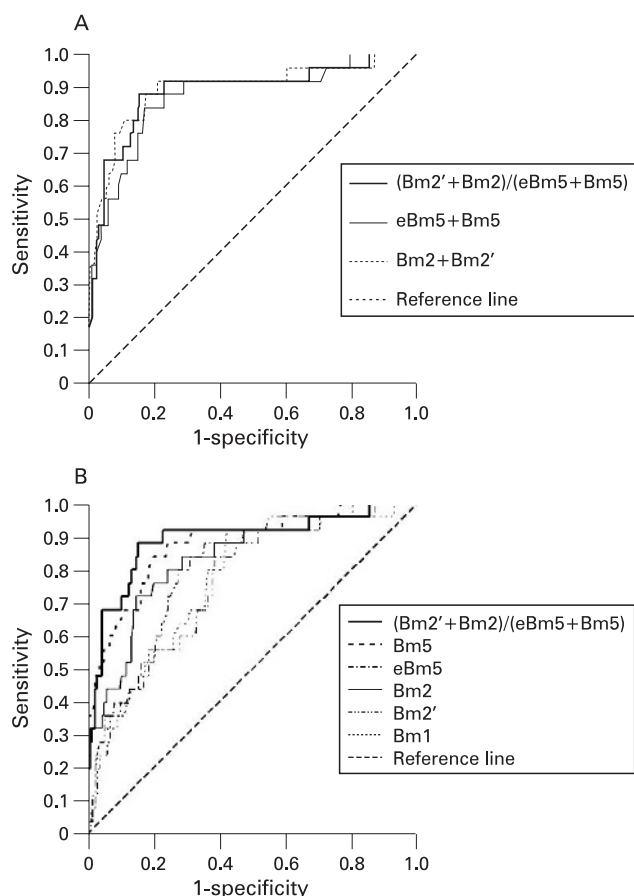 A
1.0
0.9
0.8
0.7
0.6
0.5
0.4
0.3
0.2
0.1
0
Sensitivity
0 0.2 0.4 0.6 0.8 1.0
1-specificity
(Bm2'+Bm2)/(eBm5+Bm5)
eBm5+Bm5
Bm2+Bm2'
Reference line
B
1.0
0.9
0.8
0.7
0.6
0.5
0.4
0.3
0.2
0.1
0
Sensitivity
0 0.2 0.4 0.6 0.8 1.0
1-specificity
(Bm2'+Bm2)/(eBm5+Bm5)
Bm5
eBm5
Bm2
Bm2'
Bm1
Reference line